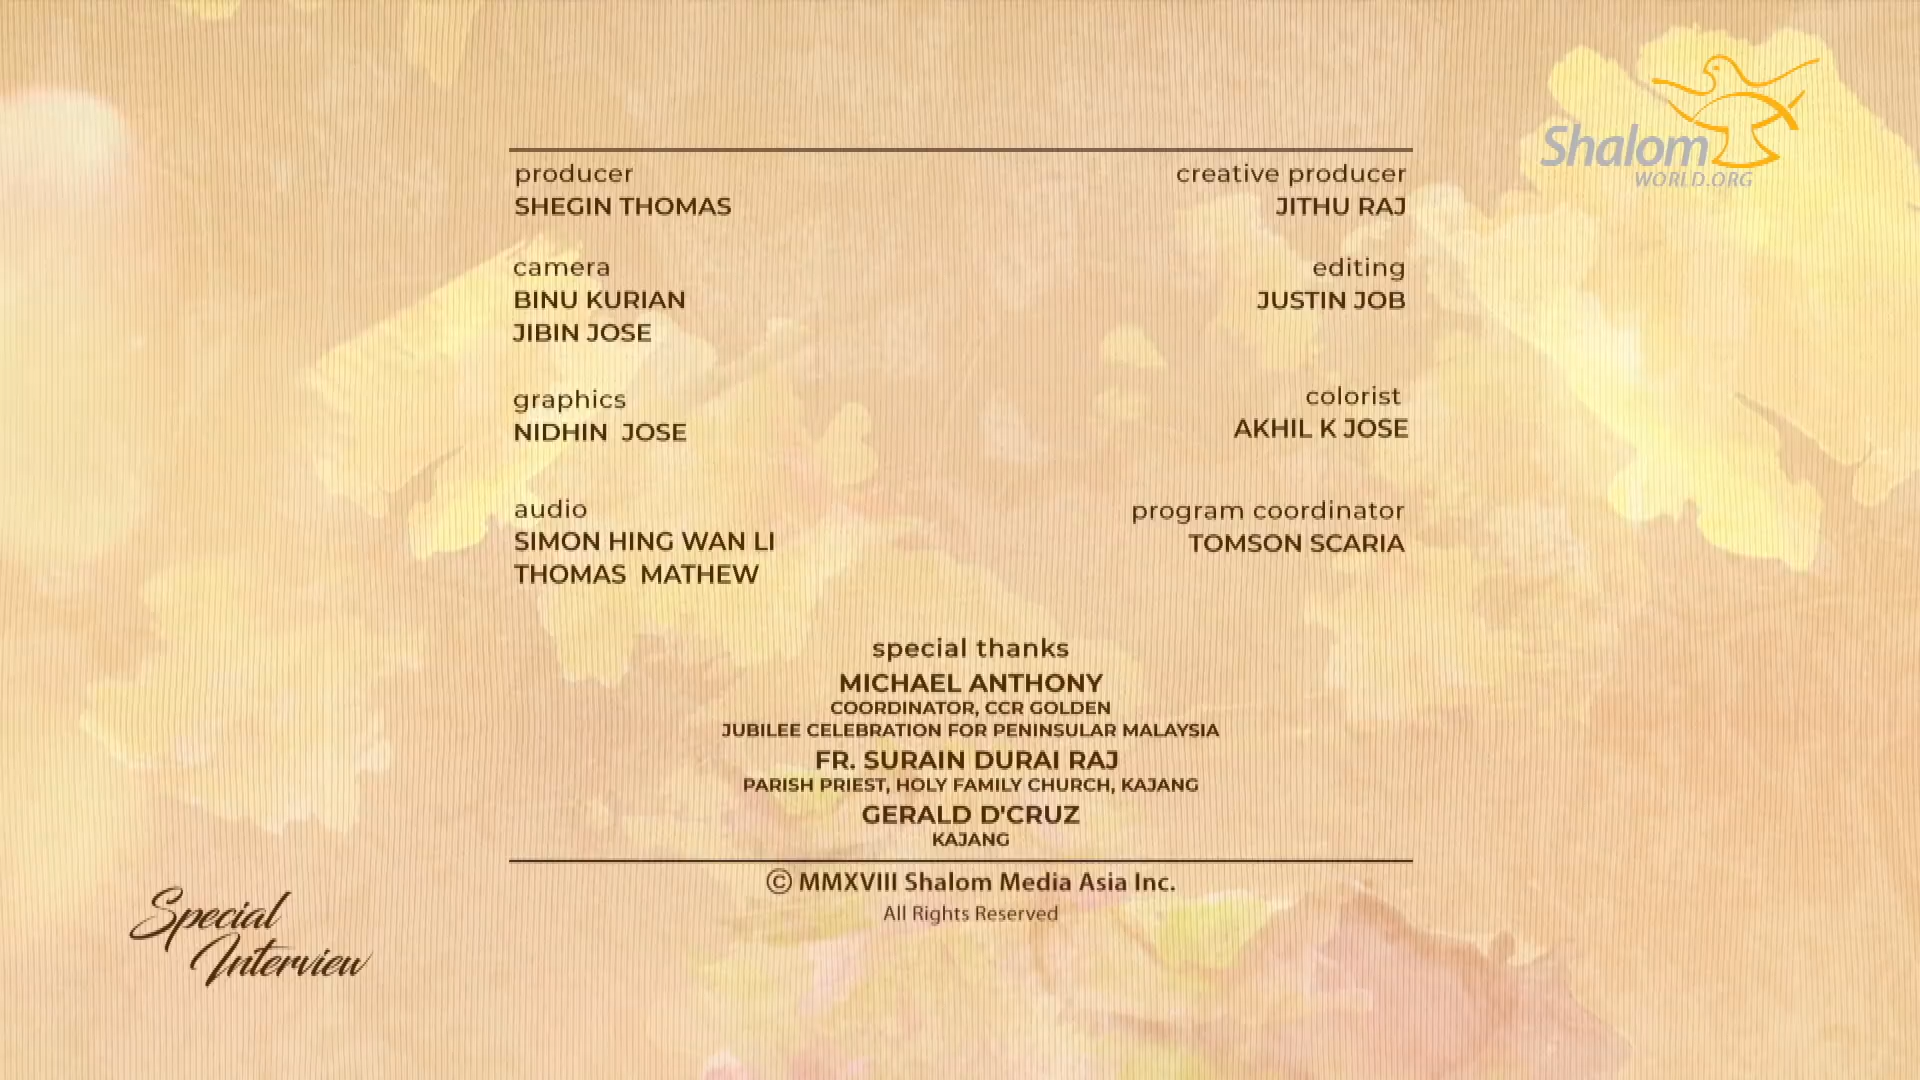 Shalom
WORLD.ORG
producer
SHEGIN THOMAS
creative producer
JITHU RAJ
camera
BINU KURIAN
JIBIN JOSE
editing
JUSTIN JOB
graphics
NIDHIN JOSE
colorist
AKHIL K JOSE
audio
SIMON HING WAN LI
THOMAS MATHEW
program coordinator
TOMSON SCARIA
special thanks
MICHAEL ANTHONY
COORDINATOR, CCR GOLDEN
JUBILEE CELEBRATION FOR PENINSULAR MALAYSIA
FR. SURAIN DURAI RAJ
PARISH PRIEST, HOLY FAMILY CHURCH, KAJANG
GERALD D'CRUZ
KAJANG
© MMXVIII Shalom Media Asia Inc.
All Rights Reserved
Special
Interview